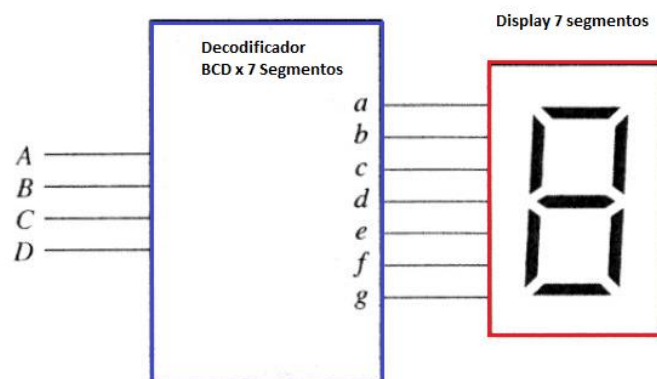 Display 7 segmentos
Decodificador
BCD x 7 Segmentos
a
b
A
c
B
d
C
e
D
f
g